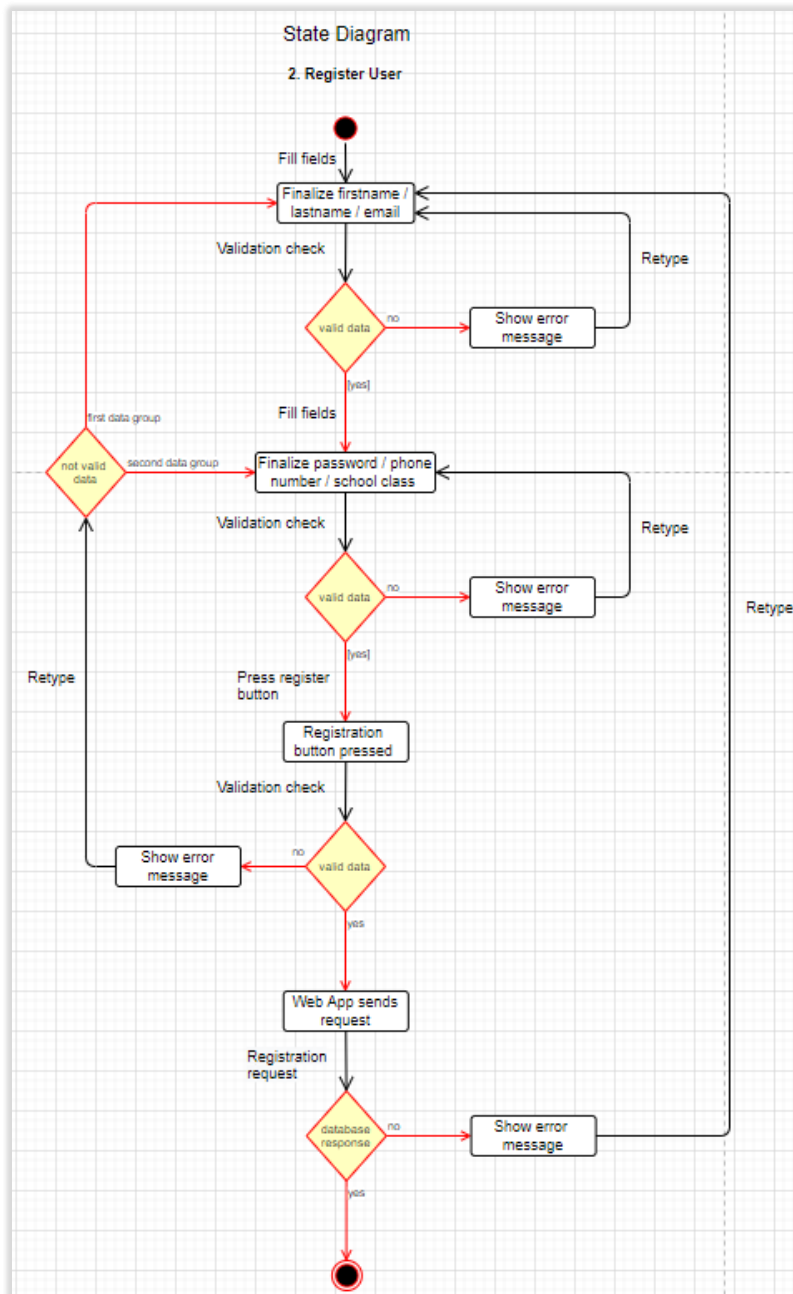 State Diagram
2. Register User
Fill fields
Finalize firstname /
lastname / email
Validation check
Retype
valid data
no
Show error
message
[yes]
Fill fields
first data group
not valid
data
second data group
Finalize password / phone
number / school class
Validation check
Retype
valid data
no
Show error
message
Retype
[yes]
Retype
Press register
button
Registration
button pressed
Validation check
Show error
message
no
valid data
yes
Web App sends
request
Registration
request
database
response
no
Show error
message
yes